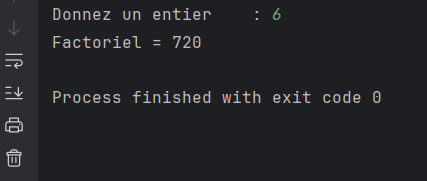 Donnez un entier    : 6
Factoriel = 720
Process finished with exit code 0